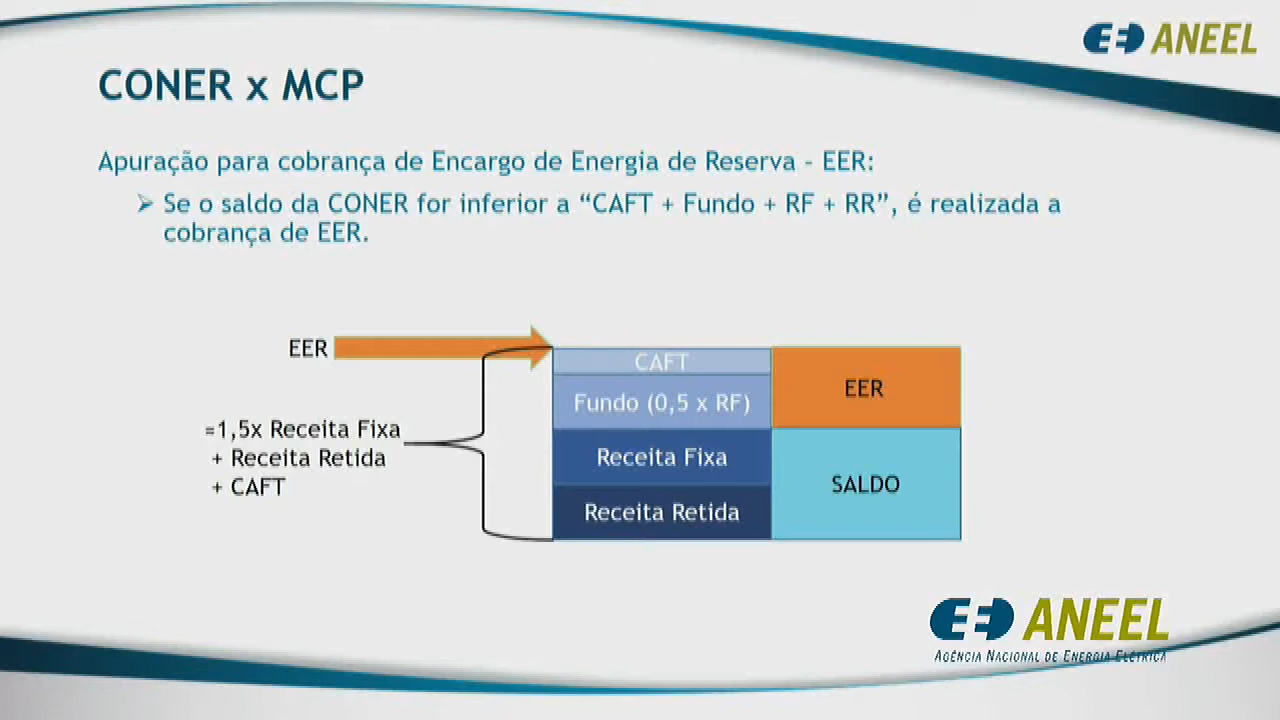 ANEEL
CONER x MCP
Apuração para cobrança de Encargo de Energia de Reserva - EER:
Se o saldo da CONER for inferior a “CAFT + Fundo + RF + RR”, é realizada a
cobrança de EER.
EER
CAFT
Fundo (0,5 x RF)
EER
=1,5x Receita Fixa
+ Receita Retida
+ CAFT
Receita Fixa
Receita Retida
SALDO
ANEEL
AGÊNCIA NACIONAL DE ENERGIA ELÉTRICA